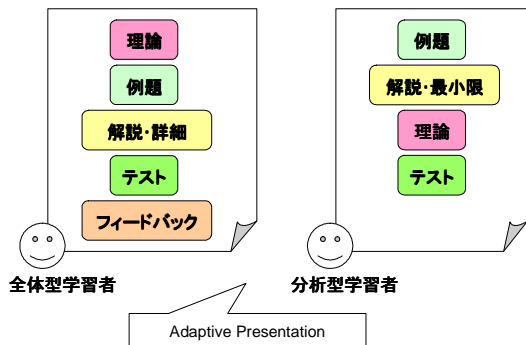 理論
例題
解説・詳細
テスト
フィードバック
全体型学習者
例題
解説・最小限
理論
テスト
分析型学習者
Adaptive Presentation